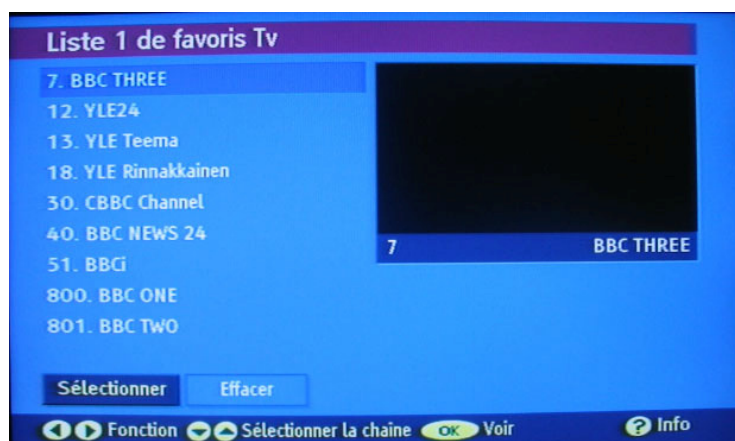 Liste 1 de favoris Tv
7. BBC THREE
12. YLE24
13. YLE Teema
18. YLE Rinnakkainen
30. CBBC Channel
40. BBC NEWS 24
51. BBCi
800. BBC ONE
801. BBC TWO
7 BBC THREE
Sélectionner Effacer
Fonction Sélectionner la chaine OK Voir ? Info